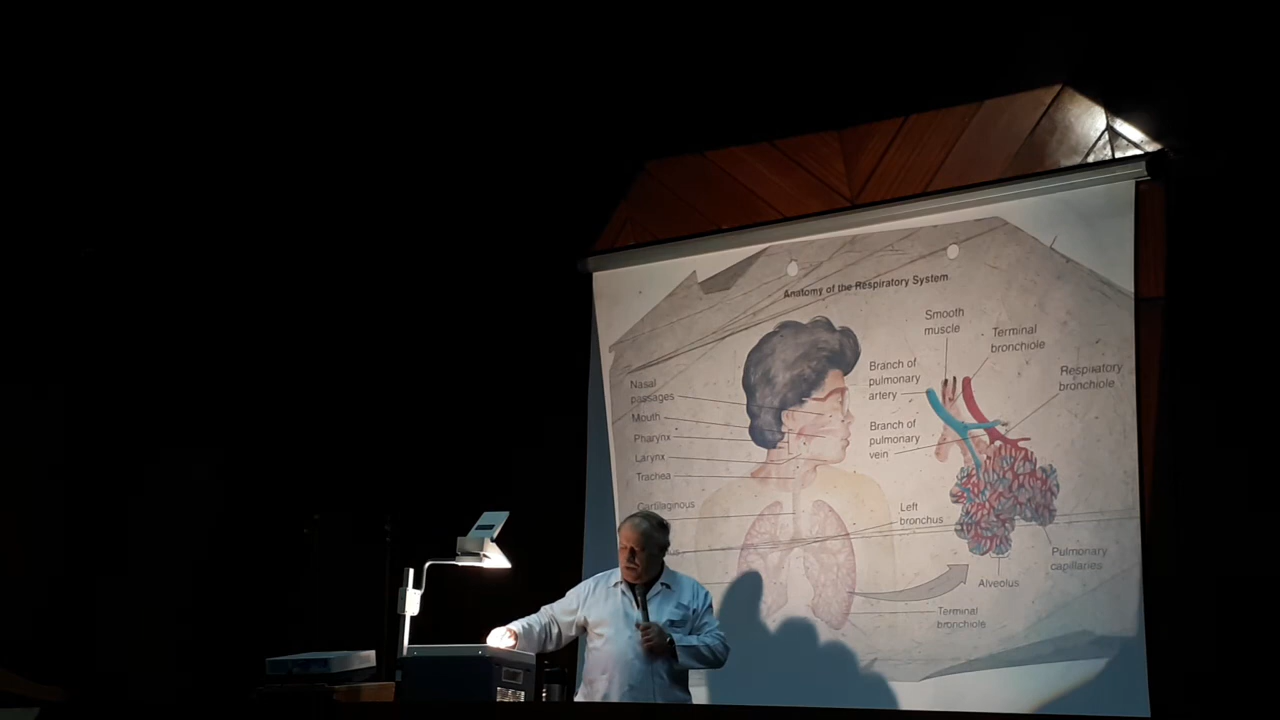 Anatomy of the Respiratory System
Nasal
passages
Mouth
Pharynx
Larynx
Trachea
Cartilaginous
Smooth
muscle
Terminal
bronchiole
Branch of
pulmonary
artery
Respiratory
bronchiole
Branch of
pulmonary
vein
Left
bronchus
Pulmonary
capillaries
Alveolus
Terminal
bronchiole